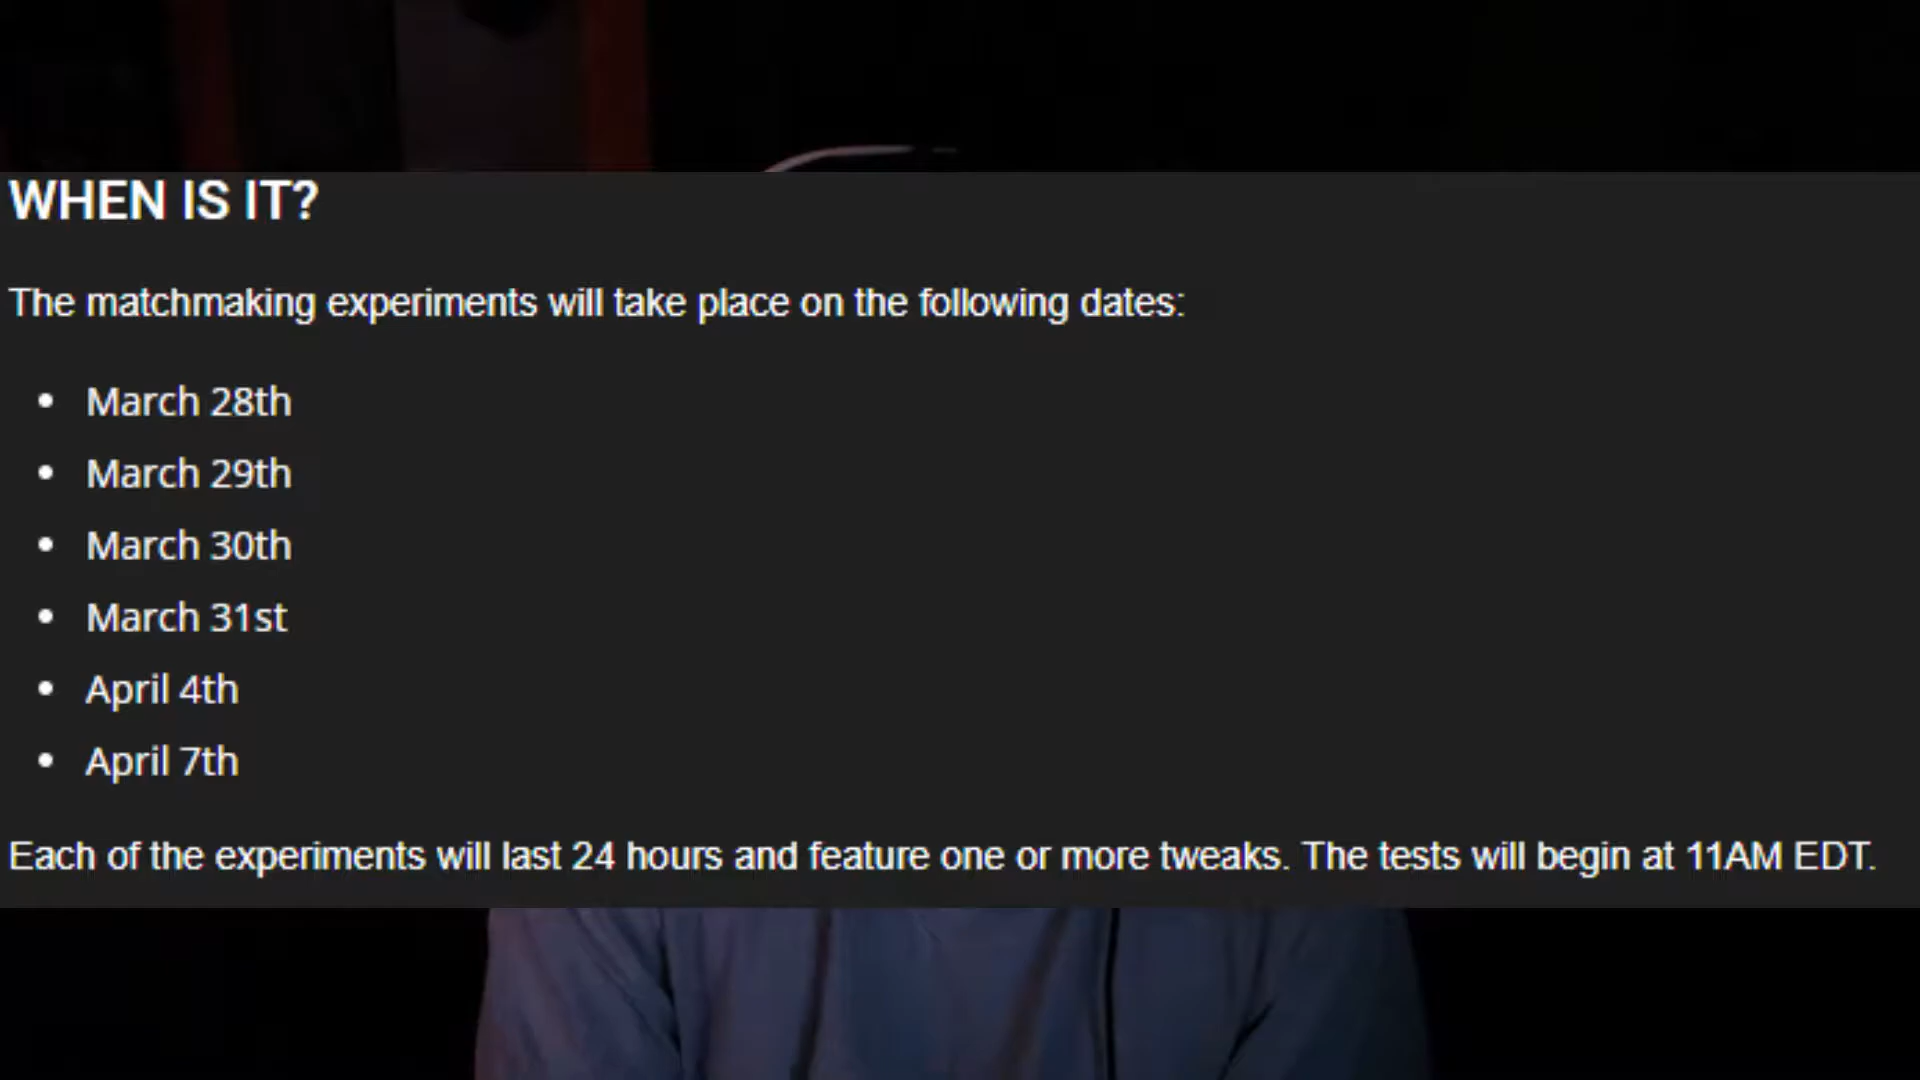 WHEN IS IT?
The matchmaking experiments will take place on the following dates:
• March 28th
• March 29th
• March 30th
• March 31st
• April 4th
• April 7th
Each of the experiments will last 24 hours and feature one or more tweaks. The tests will begin at 11AM EDT.